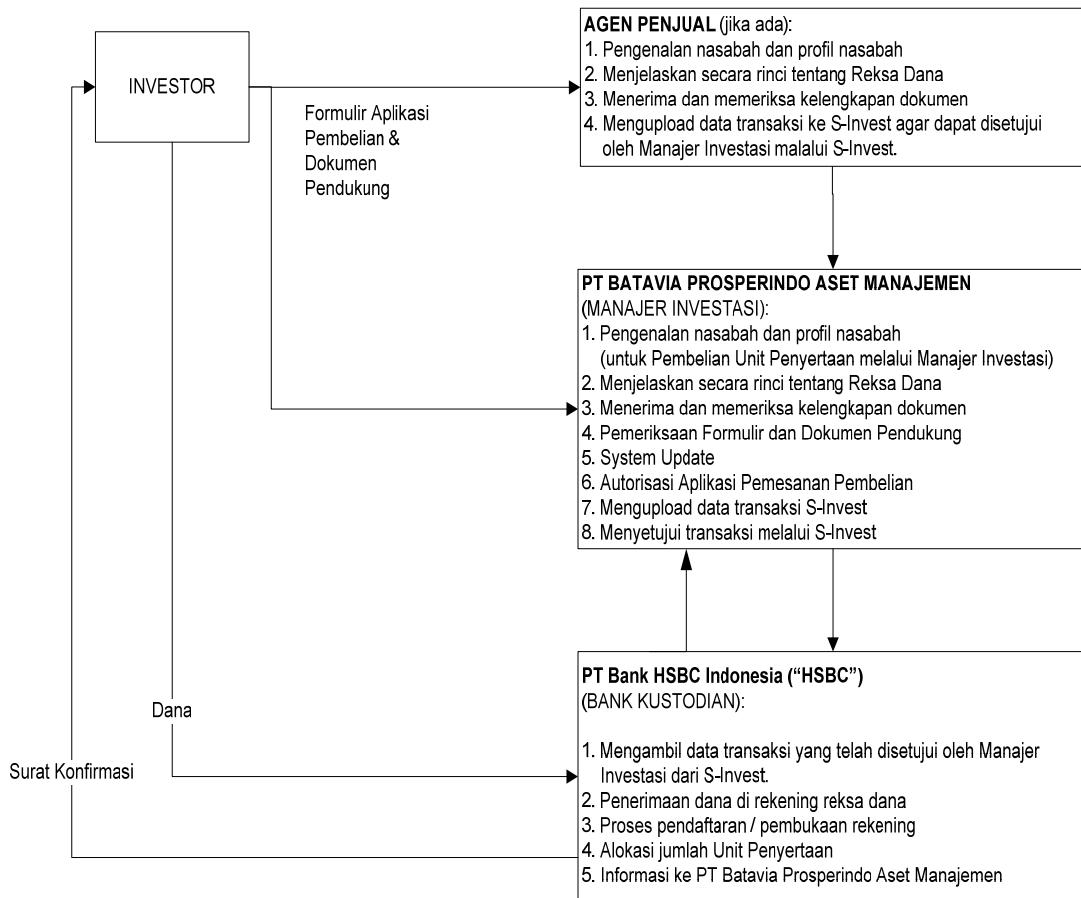 INVESTOR
Formulir Aplikasi
Pembelian &
Dokumen
Pendukung
AGEN PENJUAL (jika ada):
1. Pengenalan nasabah dan profil nasabah
2. Menjelaskan secara rinci tentang Reksa Dana
3. Menerima dan memeriksa kelengkapan dokumen
4. Mengupload data transaksi ke S-Invest agar dapat disetujui
oleh Manajer Investasi malalui S-Invest.
PT BATAVIA PROSPERINDO ASET MANAJEMEN
(MANAJER INVESTASI):
1. Pengenalan nasabah dan profil nasabah
(untuk Pembelian Unit Penyertaan melalui Manajer Investasi)
2. Menjelaskan secara rinci tentang Reksa Dana
3. Menerima dan memeriksa kelengkapan dokumen
4. Pemeriksaan Formulir dan Dokumen Pendukung
5. System Update
6. Autorisasi Aplikasi Pemesanan Pembelian
7. Mengupload data transaksi S-Invest
8. Menyetujui transaksi melalui S-Invest
Dana
Surat Konfirmasi
PT Bank HSBC Indonesia (“HSBC”)
(BANK KUSTODIAN):
1. Mengambil data transaksi yang telah disetujui oleh Manajer
Investasi dari S-Invest.
2. Penerimaan dana di rekening reksa dana
3. Proses pendaftaran / pembukaan rekening
4. Alokasi jumlah Unit Penyertaan
5. Informasi ke PT Batavia Prosperindo Aset Manajemen